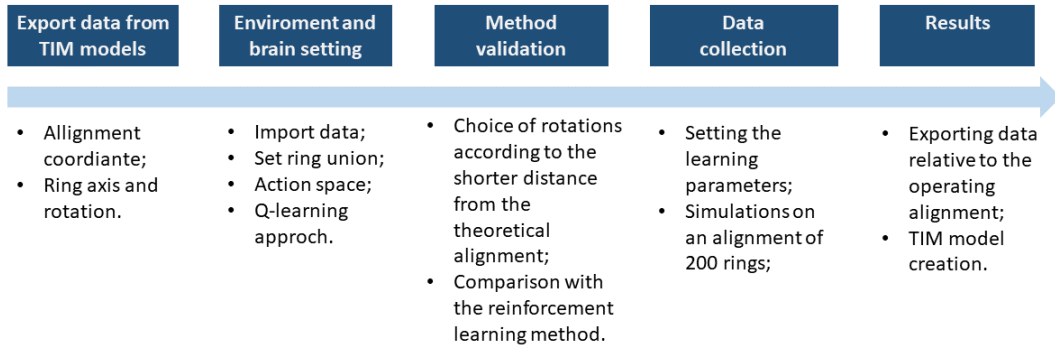 Export data from
TIM models
Enviroment and
brain setting
Method
validation
Data
collection
Results
• Allignment
coordiante;
• Ring axis and
rotation.
• Import data;
• Set ring union;
• Action space;
• Q-learning
approch.
• Choice of rotations
according to the
shorter distance
from the
theoretical
alignment;
• Comparison with
the reinforcement
learning method.
• Setting the
learning
parameters;
• Simulations on
an alignment of
200 rings;
• Exporting data
relative to the
operating
alignment;
• TIM model
creation.